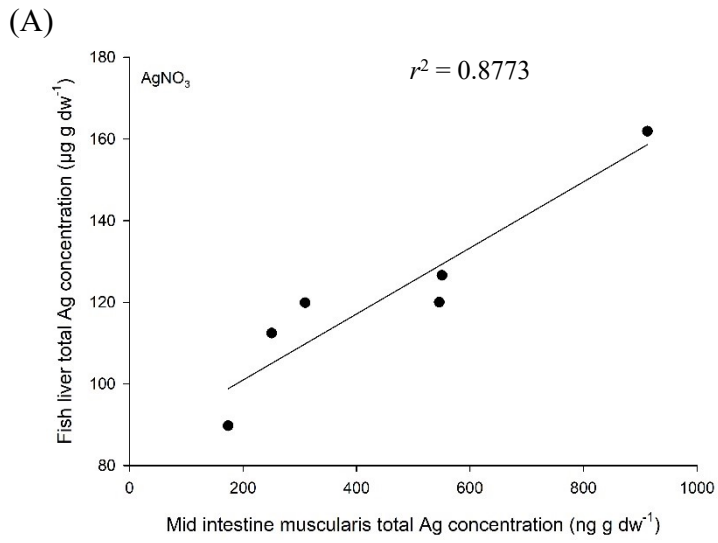 (A)
AgNO₃
r² = 0.8773
180
160
140
120
100
80
Fish liver total Ag concentration (µg g dw⁻¹)
0 200 400 600 800 1000
Mid intestine muscularis total Ag concentration (ng g dw⁻¹)